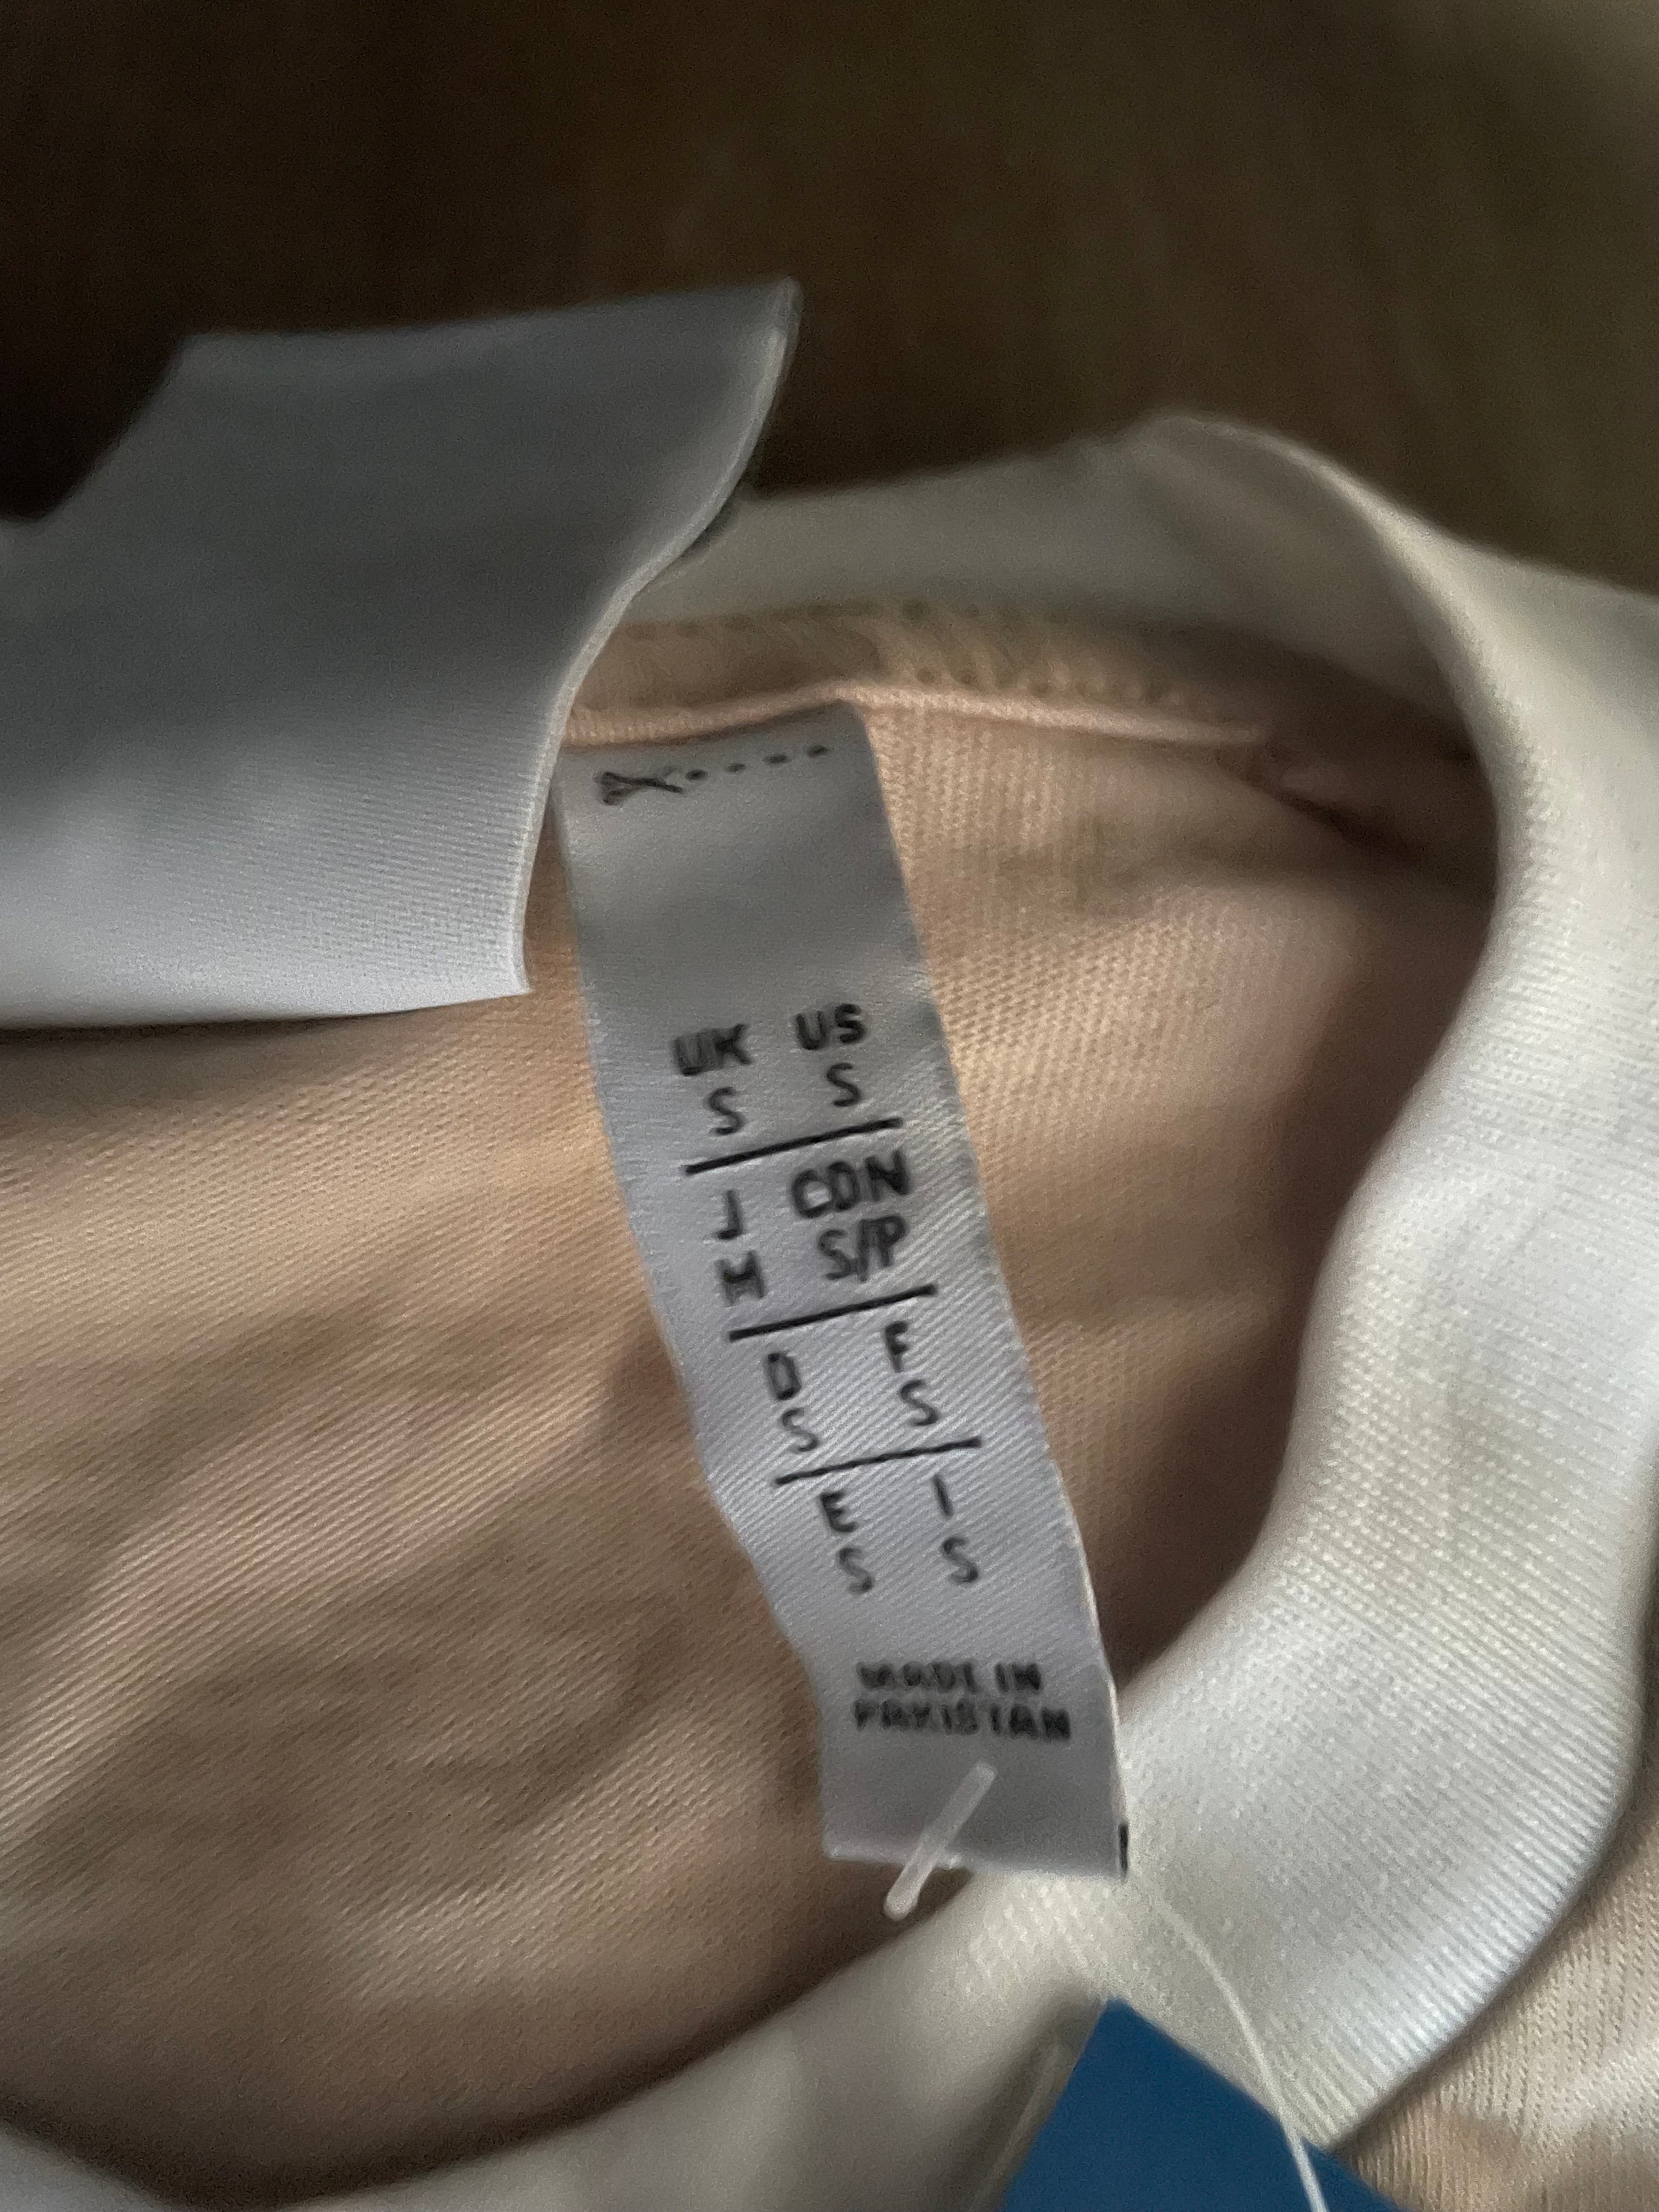 UK US
S S
J CDN
M S/P
D F
S S
E I
S S
MADE IN
PAKISTAN